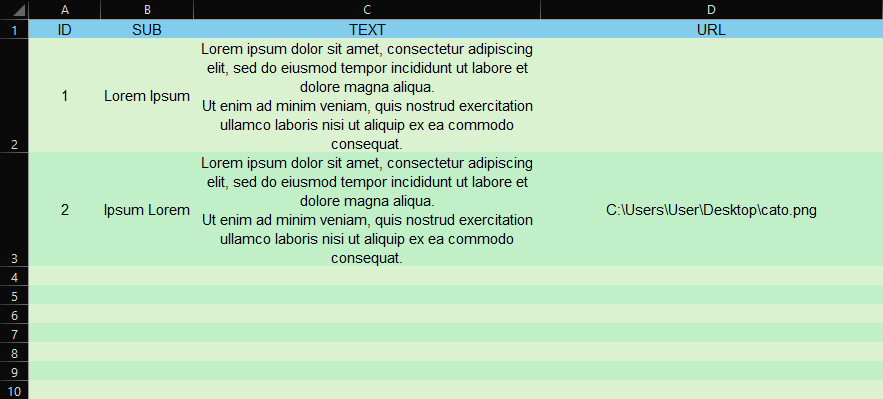 A B C D
1 ID SUB TEXT URL
Lorem ipsum dolor sit amet, consectetur adipiscing
elit, sed do eiusmod tempor incididunt ut labore et
dolore magna aliqua.
1 Lorem Ipsum
Ut enim ad minim veniam, quis nostrud exercitation
ullamco laboris nisi ut aliquip ex ea commodo
2 consequat.
Lorem ipsum dolor sit amet, consectetur adipiscing
elit, sed do eiusmod tempor incididunt ut labore et
dolore magna aliqua.
2 Ipsum Lorem C:\Users\User\Desktop\cato.png
Ut enim ad minim veniam, quis nostrud exercitation
ullamco laboris nisi ut aliquip ex ea commodo
3 consequat.
4
5
6
7
8
9
10